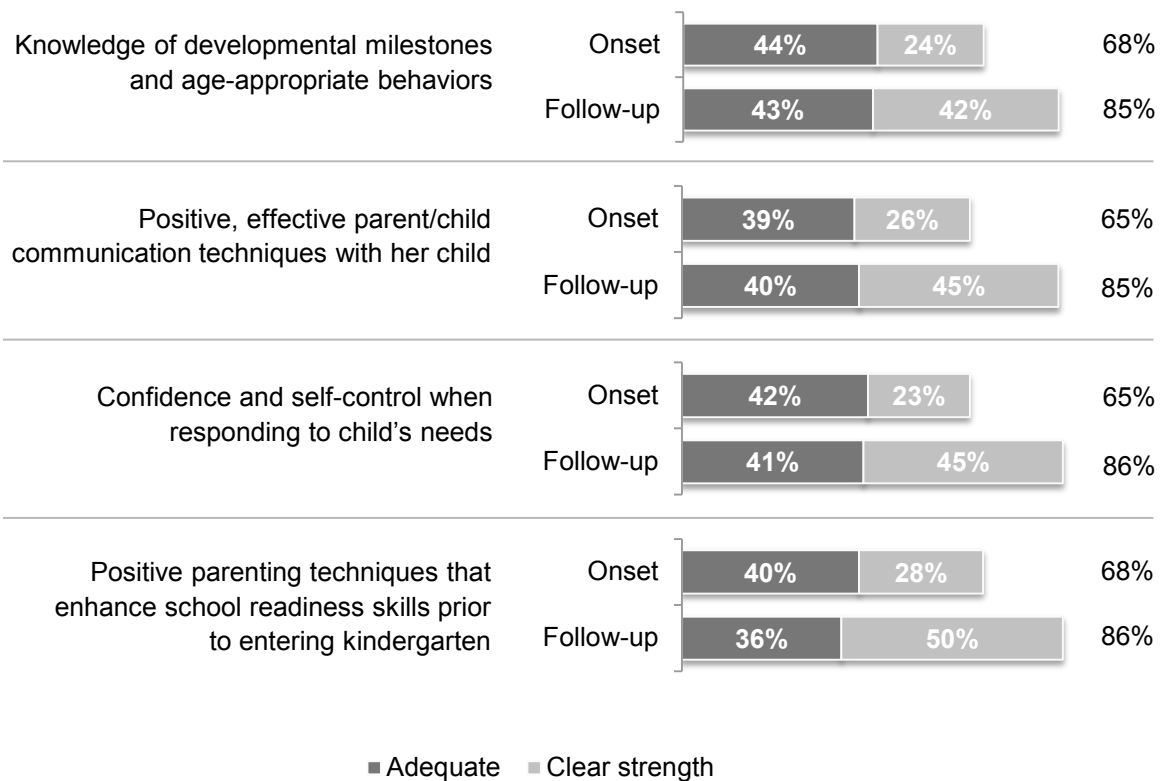 Knowledge of developmental milestones
and age-appropriate behaviors
Onset 44% 24% 68%
Follow-up 43% 42% 85%
Positive, effective parent/child
communication techniques with her child
Onset 39% 26% 65%
Follow-up 40% 45% 85%
Confidence and self-control when
responding to child’s needs
Onset 42% 23% 65%
Follow-up 41% 45% 86%
Positive parenting techniques that
enhance school readiness skills prior
to entering kindergarten
Onset 40% 28% 68%
Follow-up 36% 50% 86%
Adequate Clear strength